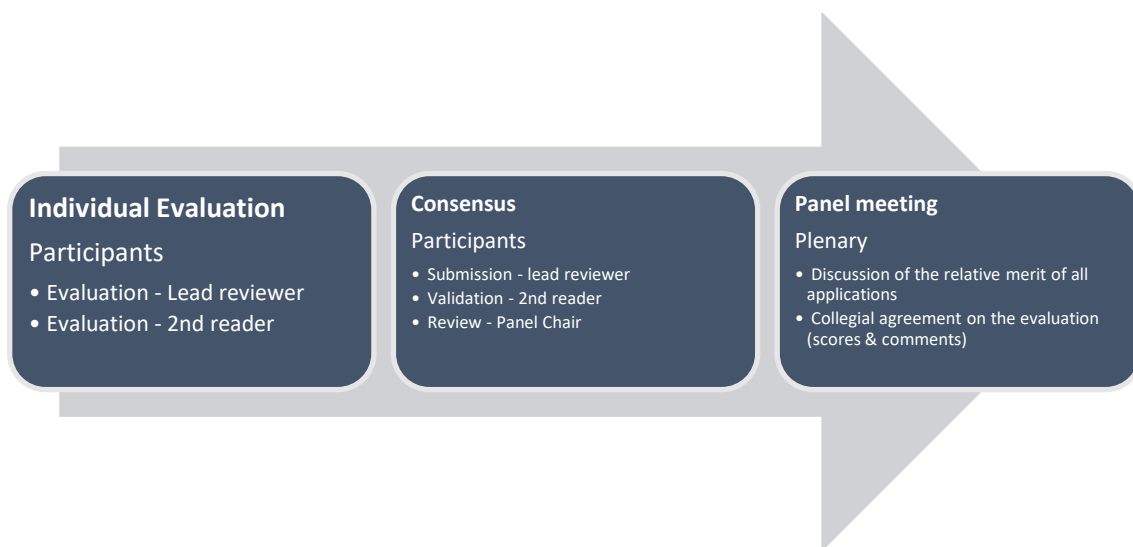 Individual Evaluation
Participants
• Evaluation - Lead reviewer
• Evaluation - 2nd reader
Consensus
Participants
• Submission - lead reviewer
• Validation - 2nd reader
• Review - Panel Chair
Panel meeting
Plenary
• Discussion of the relative merit of all
applications
• Collegial agreement on the evaluation
(scores & comments)